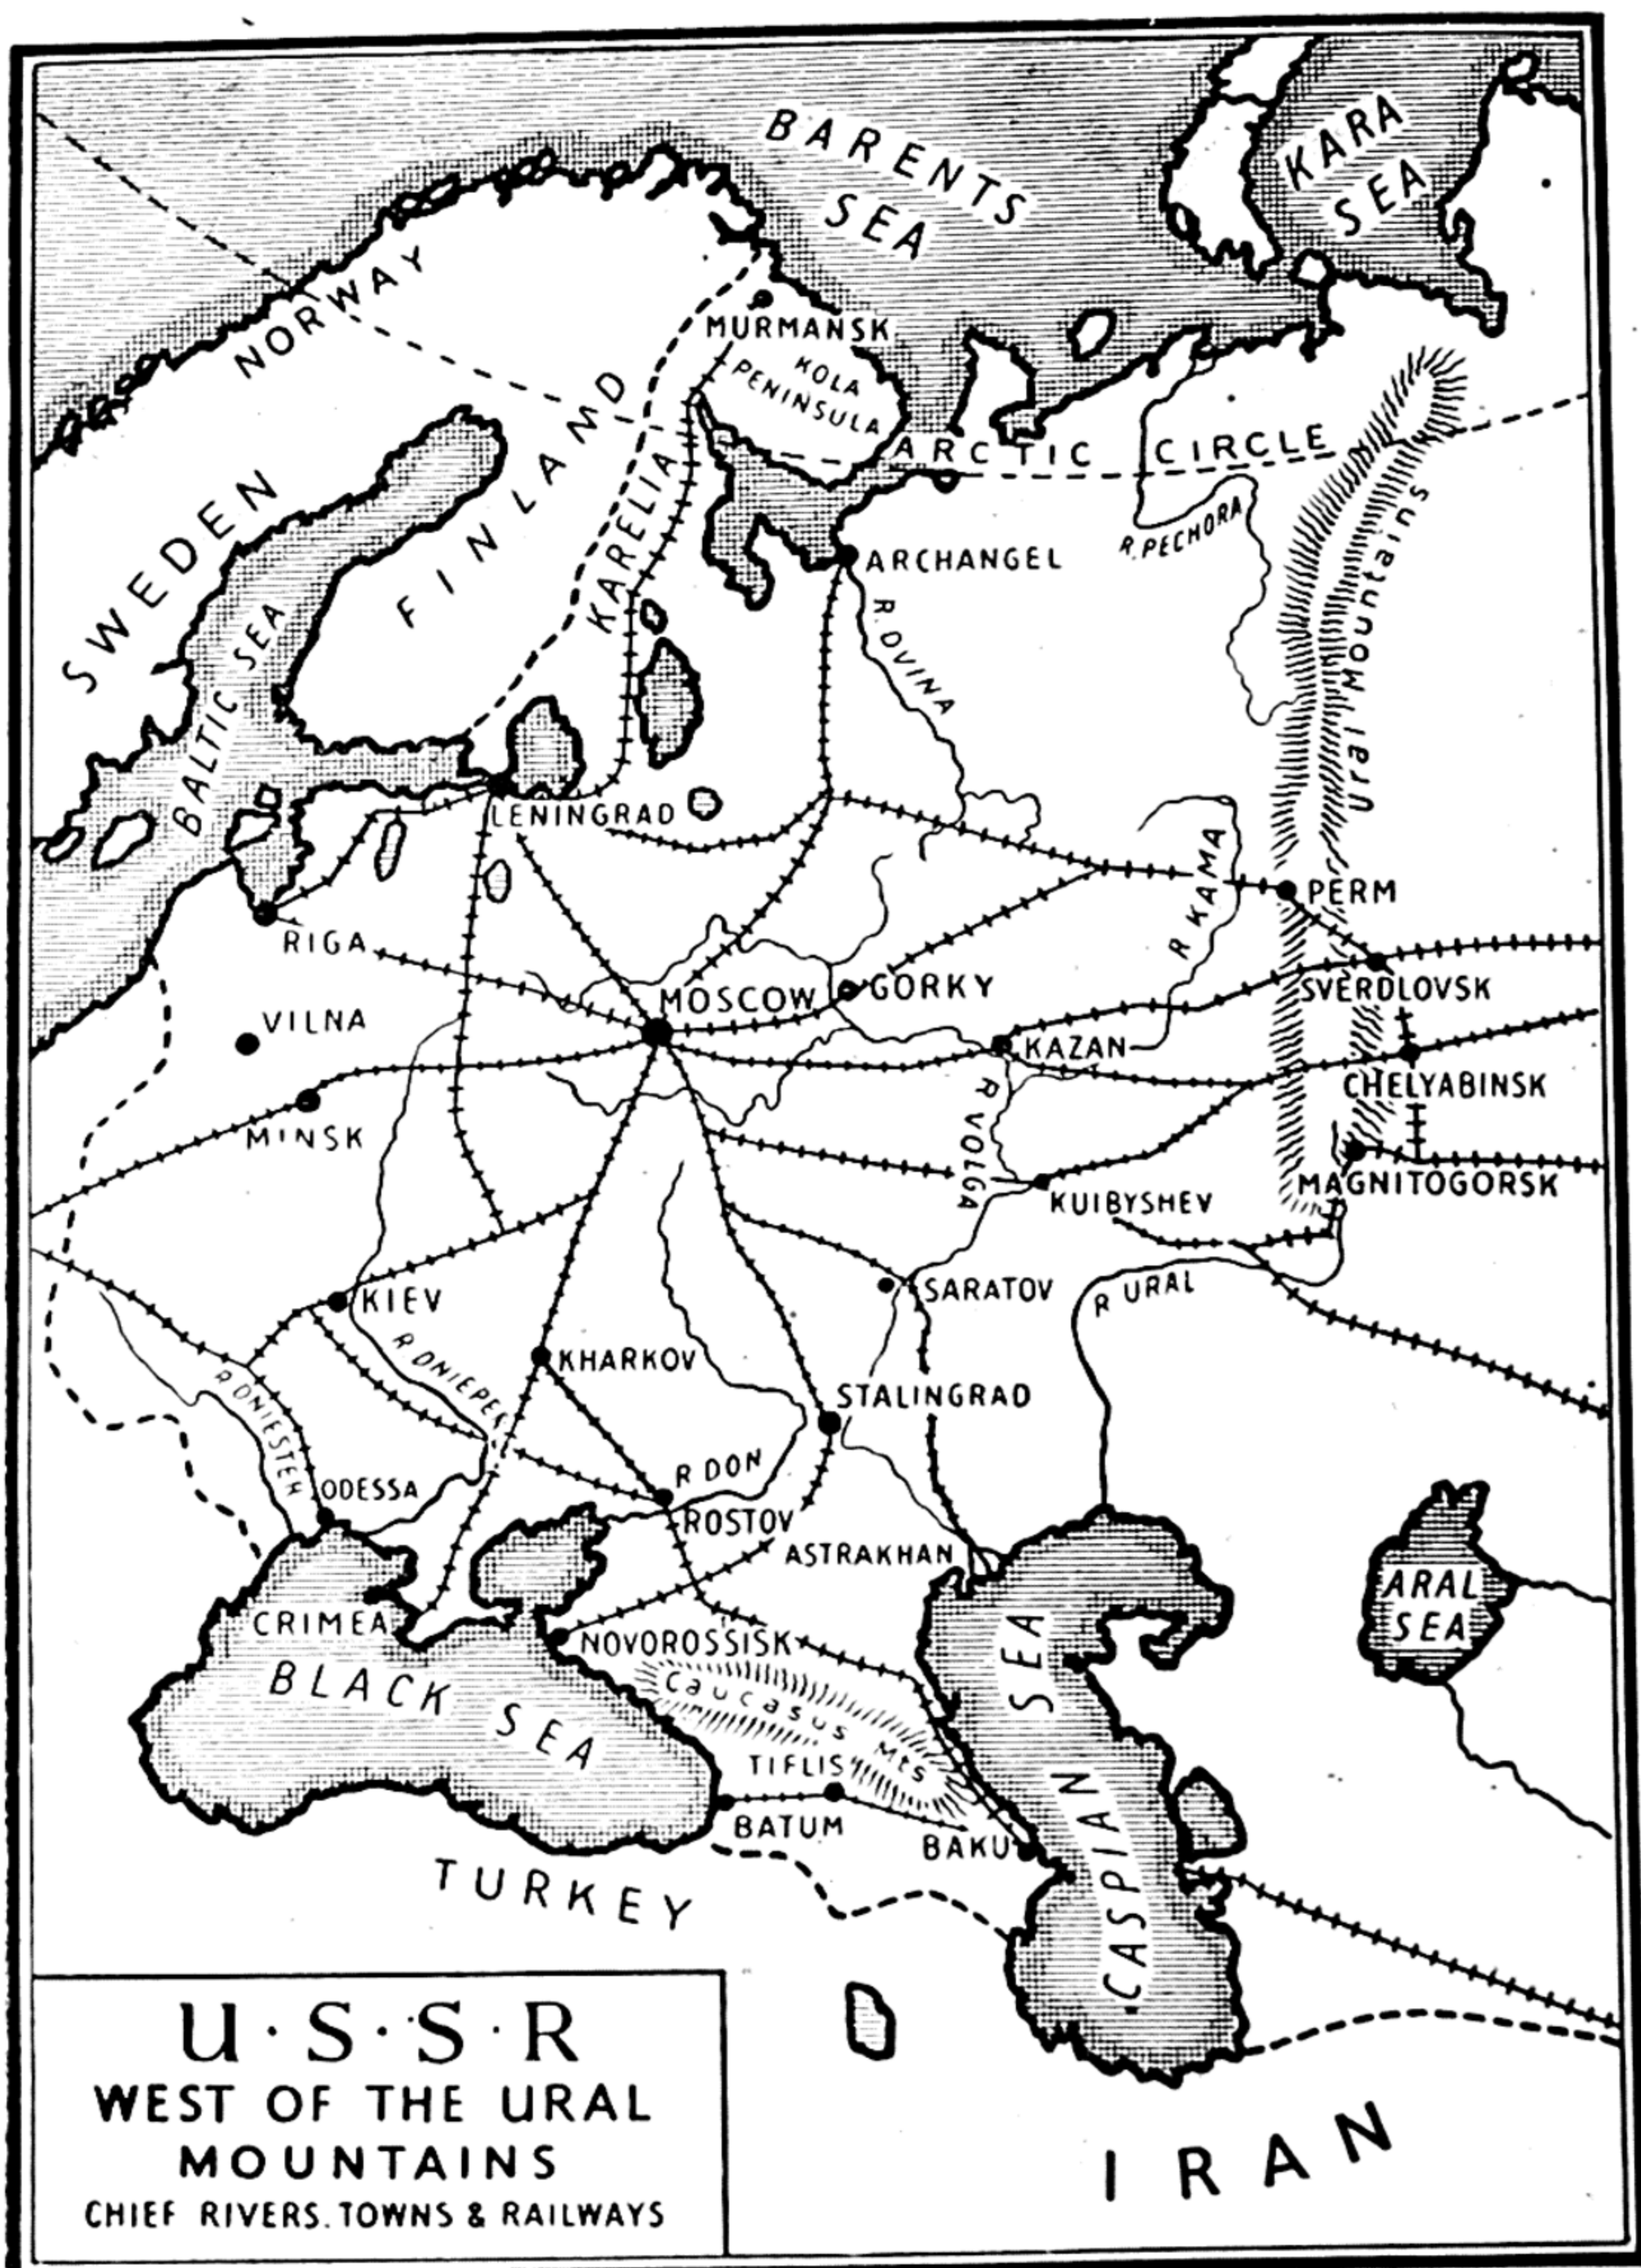 BARENTS
SEA
KARA
SEA
NORWAY
MURMANSK
KOLA
PENINSULA
FINLAND
ARCTIC CIRCLE
SWEDEN
KARELIA
R. PECHORA
ARCHANGEL
Ural Mountains
R. DVINA
BALTIC SEA
LENINGRAD
R KAMA
PERM
RIGA
SVERDLOVSK
MOSCOW
GORKY
VILNA
KAZAN
CHELYABINSK
MINSK
R VOLGA
MAGNITOGORSK
KUIBYSHEV
SARATOV
R URAL
KIEV
R DNIEPER
KHARKOV
STALINGRAD
R DNIESTER
R DON
ODESSA
ROSTOV
ASTRAKHAN
ARAL
SEA
CRIMEA
NOVOROSSISK
BLACK SEA
Caucasus Mts
TIFLIS
BATUM
BAKU
CASPIAN SEA
TURKEY
IRAN
U·S·S·R
WEST OF THE URAL
MOUNTAINS
CHIEF RIVERS. TOWNS & RAILWAYS